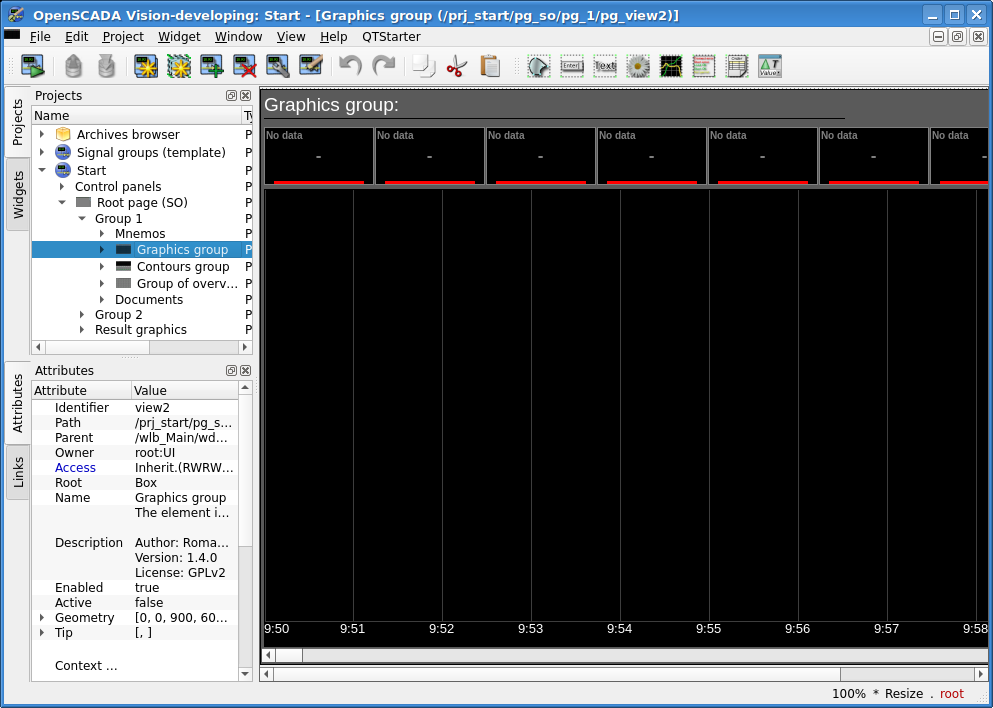 OpenSCADA Vision-developing: Start - [Graphics group (/prj_start/pg_so/pg_1/pg_view2)]
File Edit Project Widget Window View Help QTStarter
Enter| Text
Value?
Projects
Widgets
Attributes
Links
Projects
Name Ty
Archives browser P
Signal groups (template) P
Start P
Control panels P
Root page (SO) P
Group 1 P
Mnemos P
Graphics group P
Contours group P
Group of overv... P
Documents P
Group 2 P
Result graphics P
Attributes
Attribute Value
Identifier view2
Path /prj_start/pg_s...
Parent /wlb_Main/wd...
Owner root:UI
Access Inherit.(RWRW...
Root Box
Name Graphics group
The element i...
Description Author: Roma...
Version: 1.4.0
License: GPLv2
Enabled true
Active false
Geometry [0, 0, 900, 60...
Tip [, ]
Context ...
Graphics group:
No data No data No data No data No data No data No data
- - - - - - -
9:50 9:51 9:52 9:53 9:54 9:55 9:56 9:57 9:58
100% * Resize . root